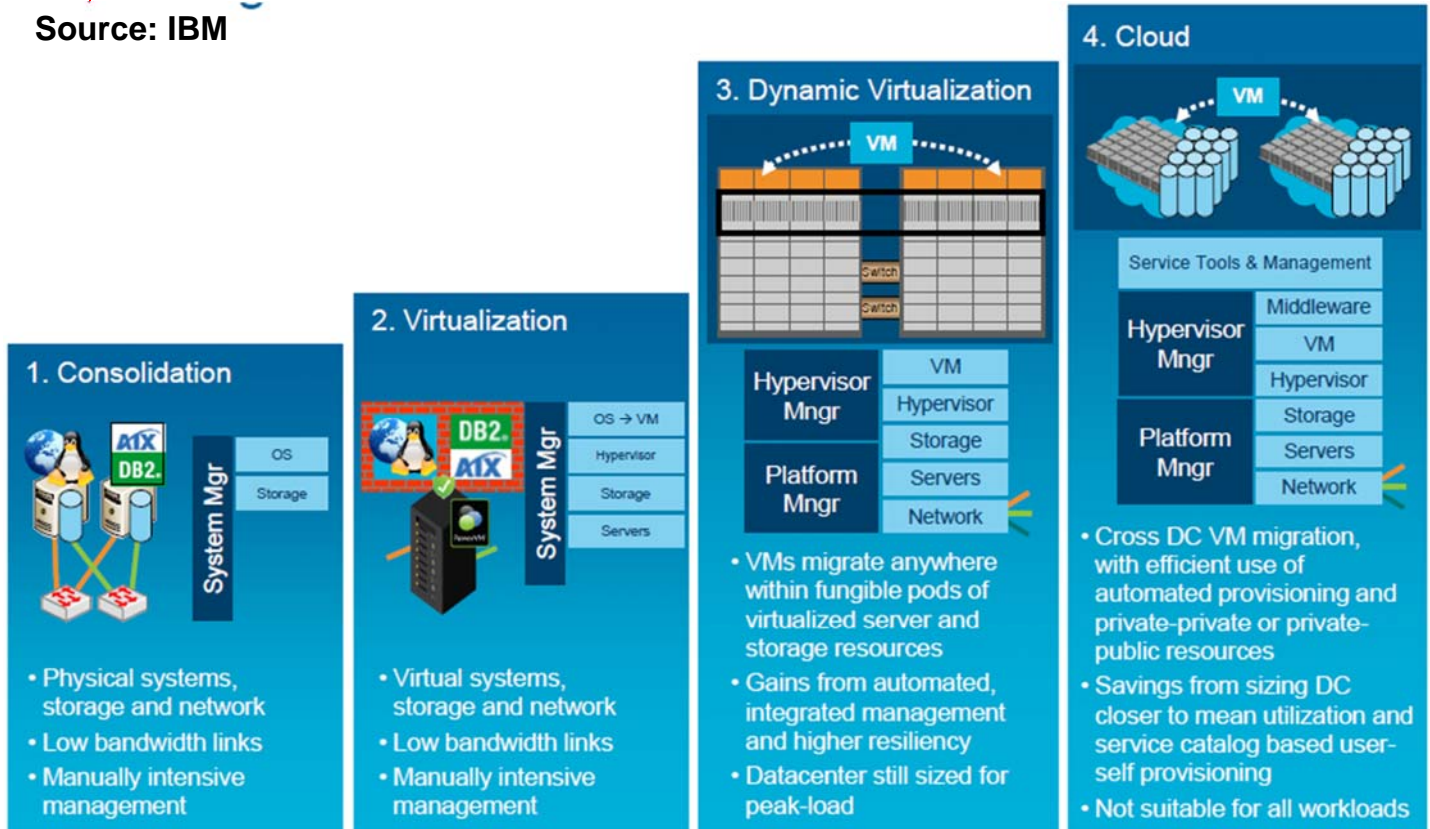 Source: IBM
1. Consolidation
AIX
DB2.
System Mgr
OS
Storage
• Physical systems,
storage and network
• Low bandwidth links
• Manually intensive
management
2. Virtualization
DB2.
AIX
PowerVM
System Mgr
OS → VM
Hypervisor
Storage
Servers
• Virtual systems,
storage and network
• Low bandwidth links
• Manually intensive
management
3. Dynamic Virtualization
VM
Switch
Switch
Hypervisor
Mngr
Platform
Mngr
VM
Hypervisor
Storage
Servers
Network
• VMs migrate anywhere
within fungible pods of
virtualized server and
storage resources
• Gains from automated,
integrated management
and higher resiliency
• Datacenter still sized for
peak-load
4. Cloud
VM
Service Tools & Management
Hypervisor
Mngr
Platform
Mngr
Middleware
VM
Hypervisor
Storage
Servers
Network
• Cross DC VM migration,
with efficient use of
automated provisioning and
private-private or private-
public resources
• Savings from sizing DC
closer to mean utilization and
service catalog based user-
self provisioning
• Not suitable for all workloads